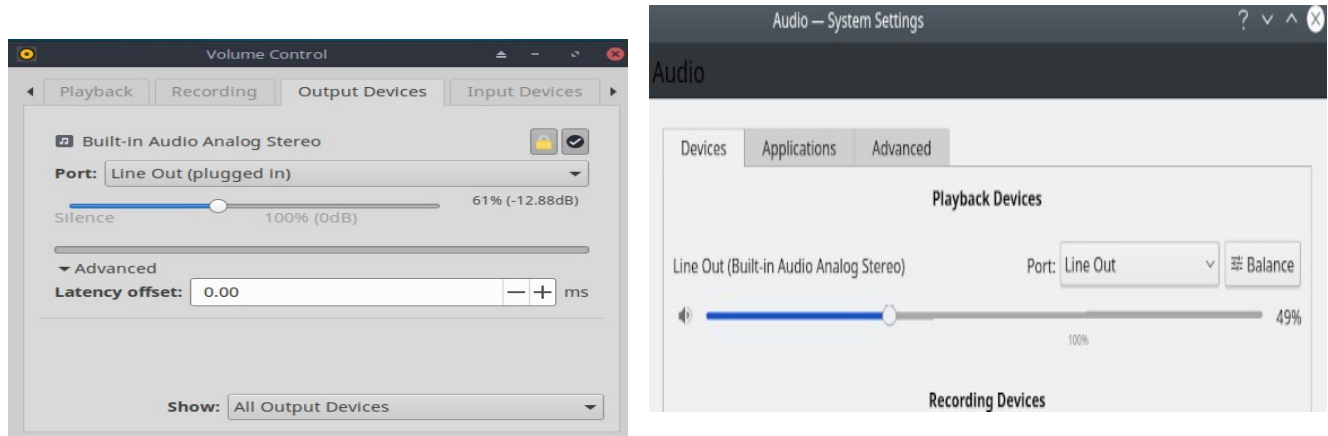 Volume Control
Playback Recording Output Devices Input Devices
Built-in Audio Analog Stereo
Port: Line Out (plugged in)
61% (-12.88dB)
Silence 100% (0dB)
Advanced
Latency offset: 0.00 ms
Show: All Output Devices
Audio — System Settings
Audio
Devices Applications Advanced
Playback Devices
Line Out (Built-in Audio Analog Stereo) Port: Line Out Balance
49%
100%
Recording Devices